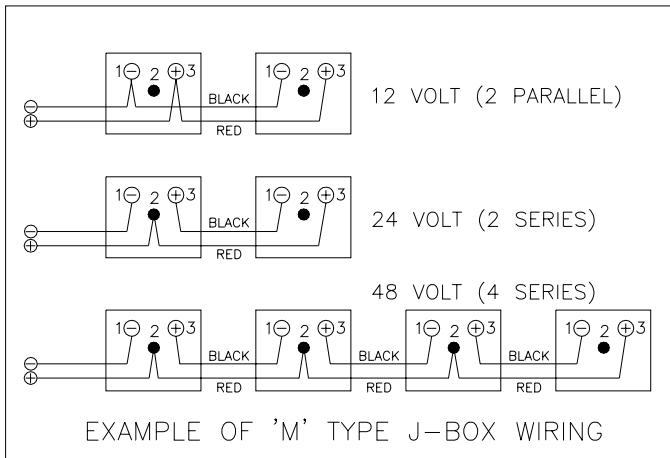 1⊖ 2 ⊕3 1⊖ 2 ⊕3
12 VOLT (2 PARALLEL)
⊖ BLACK
⊕ RED
1⊖ 2 ⊕3 1⊖ 2 ⊕3
24 VOLT (2 SERIES)
⊖ BLACK
⊕ RED
48 VOLT (4 SERIES)
1⊖ 2 ⊕3 1⊖ 2 ⊕3 1⊖ 2 ⊕3 1⊖ 2 ⊕3
⊖ BLACK BLACK BLACK
⊕ RED RED RED
EXAMPLE OF 'M' TYPE J-BOX WIRING